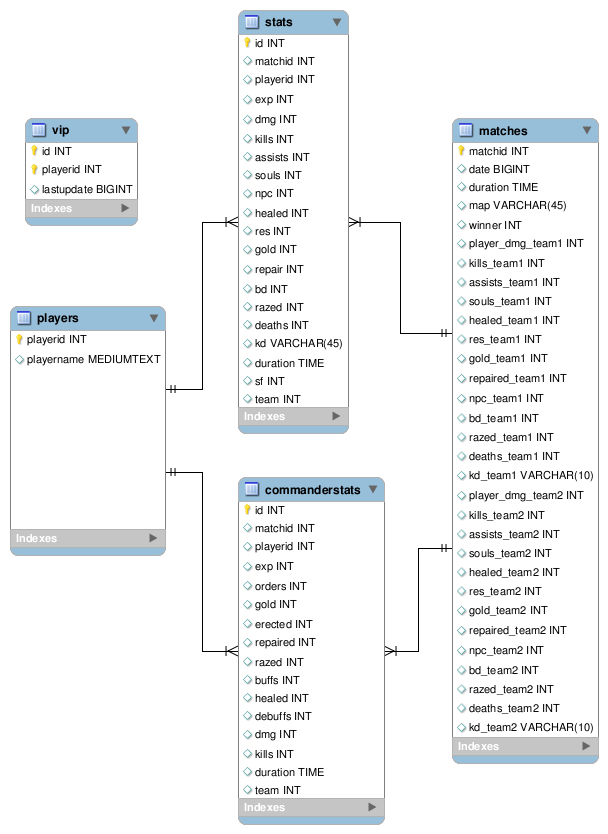 stats
id INT
matchid INT
playerid INT
exp INT
dmg INT
kills INT
assists INT
souls INT
npc INT
healed INT
res INT
gold INT
repair INT
bd INT
razed INT
deaths INT
kd VARCHAR(45)
duration TIME
sf INT
team INT
Indexes
vip
id INT
playerid INT
lastupdate BIGINT
Indexes
matches
matchid INT
date BIGINT
duration TIME
map VARCHAR(45)
winner INT
player_dmg_team1 INT
kills_team1 INT
assists_team1 INT
souls_team1 INT
healed_team1 INT
res_team1 INT
gold_team1 INT
repaired_team1 INT
npc_team1 INT
bd_team1 INT
razed_team1 INT
deaths_team1 INT
kd_team1 VARCHAR(10)
player_dmg_team2 INT
kills_team2 INT
assists_team2 INT
souls_team2 INT
healed_team2 INT
res_team2 INT
gold_team2 INT
repaired_team2 INT
npc_team2 INT
bd_team2 INT
razed_team2 INT
deaths_team2 INT
kd_team2 VARCHAR(10)
Indexes
players
playerid INT
playername MEDIUMTEXT
Indexes
commanderstats
id INT
matchid INT
playerid INT
exp INT
orders INT
gold INT
erected INT
repaired INT
razed INT
buffs INT
healed INT
debuffs INT
dmg INT
kills INT
duration TIME
team INT
Indexes